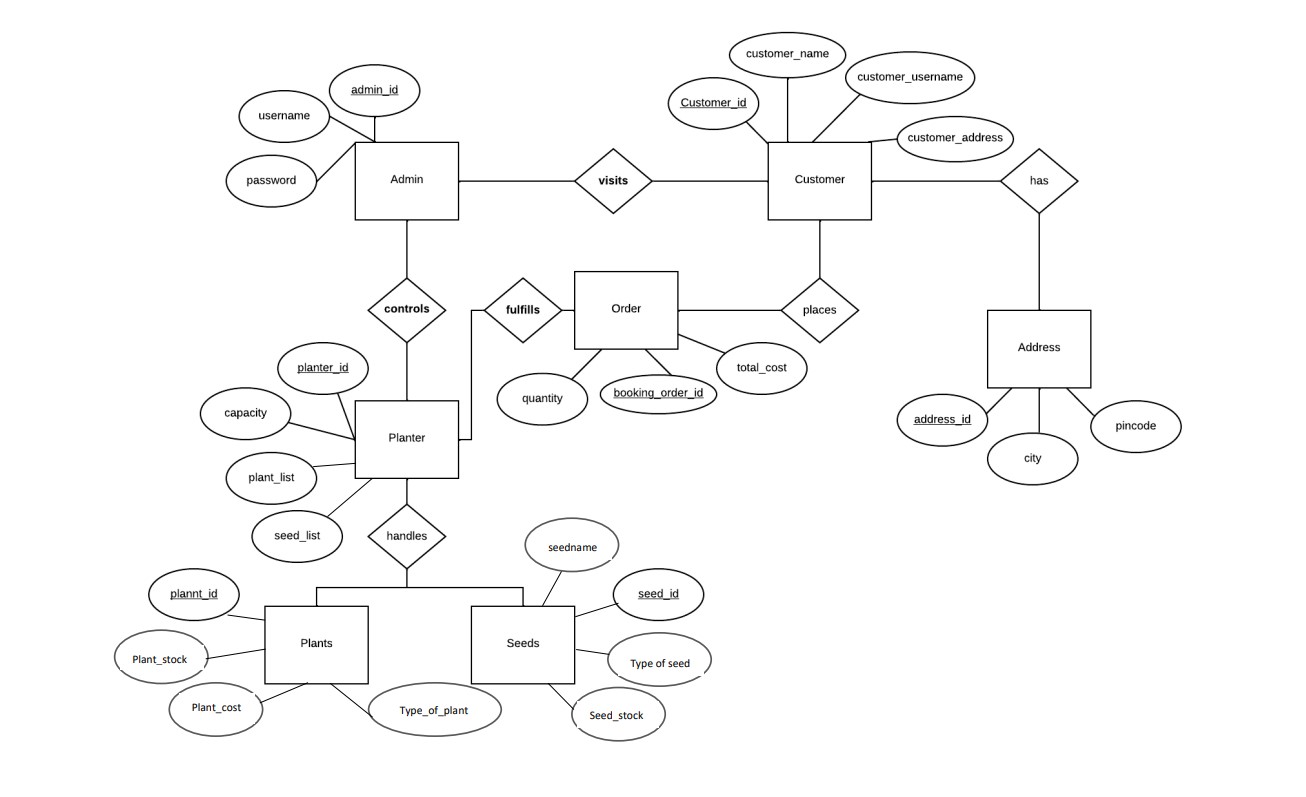 customer_name
customer_username
admin_id
Customer_id
username
customer_address
password
Admin
visits
Customer
has
controls
fulfills
Order
places
Address
planter_id
total_cost
quantity
booking_order_id
capacity
address_id
pincode
Planter
city
plant_list
seed_list
handles
seedname
plannt_id
seed_id
Plants
Seeds
Plant_stock
Type of seed
Plant_cost
Type_of_plant
Seed_stock